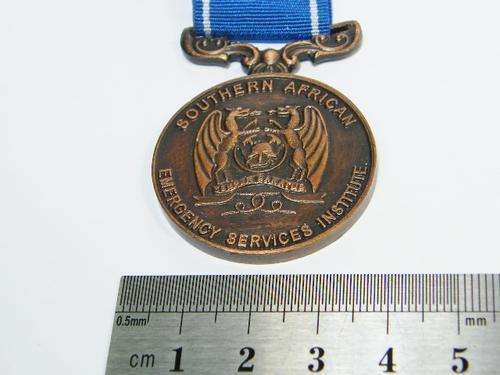 SOUTHERN AFRICAN
EMERGENCY SERVICES INSTITUTE
0.5mm
mm
cm 1 2 3 4 5